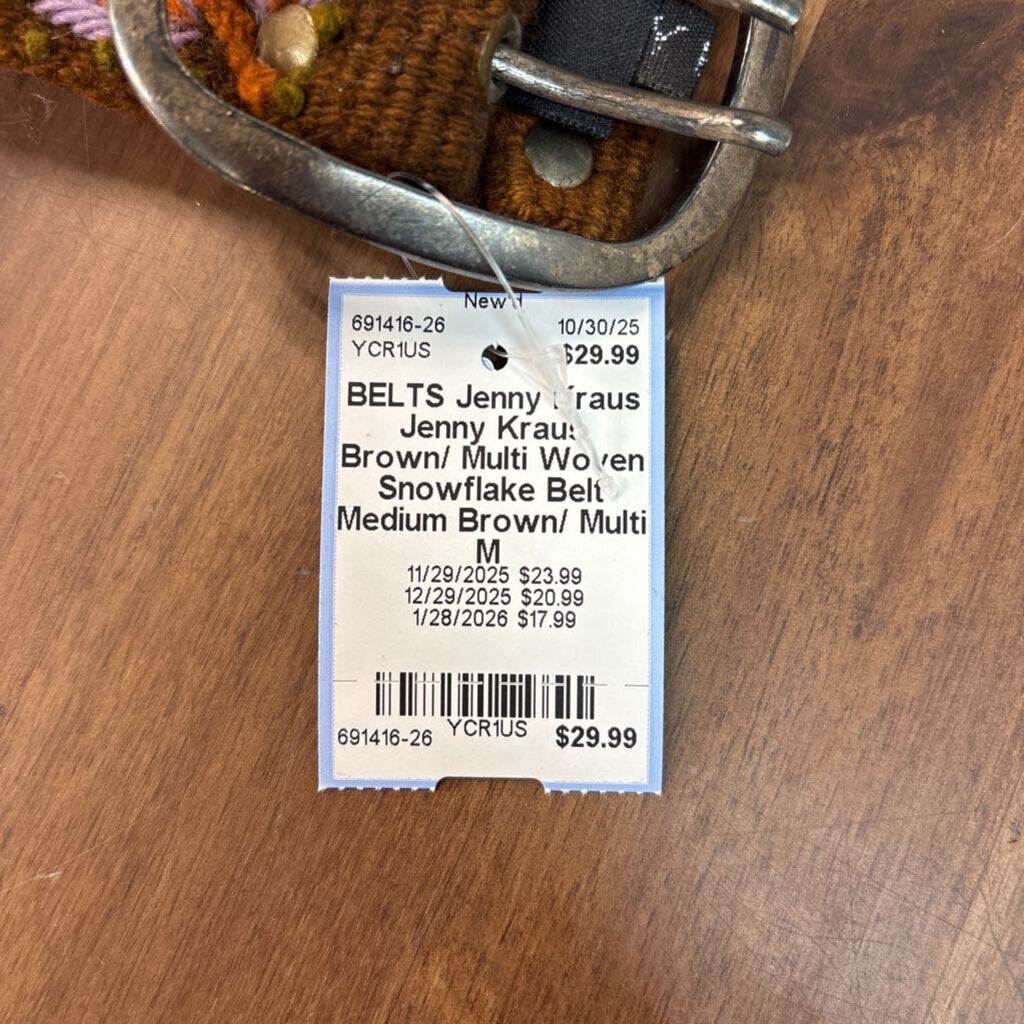 New'd
691416-26 10/30/25
YCR1US $29.99
BELTS Jenny Kraus
Jenny Kraus
Brown/ Multi Woven
Snowflake Belt
Medium Brown/ Multi
M
11/29/2025 $23.99
12/29/2025 $20.99
1/28/2026 $17.99
YCR1US
691416-26 $29.99